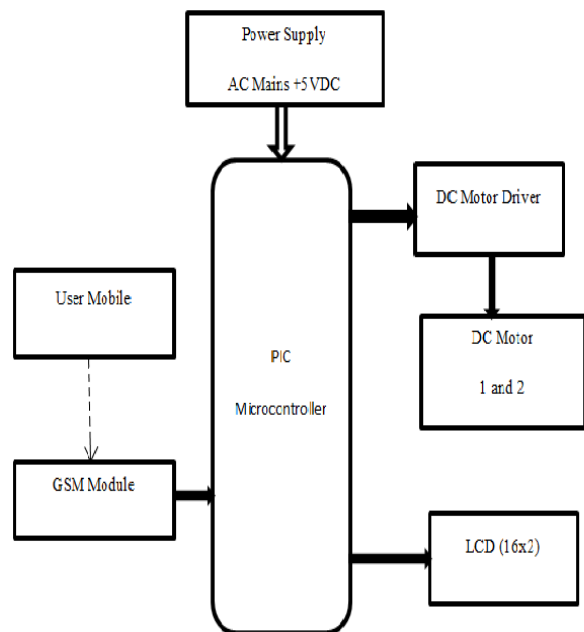 Power Supply
AC Mains +5VDC
DC Motor Driver
User Mobile
DC Motor
1 and 2
PIC
Microcontroller
GSM Module
LCD (16x2)